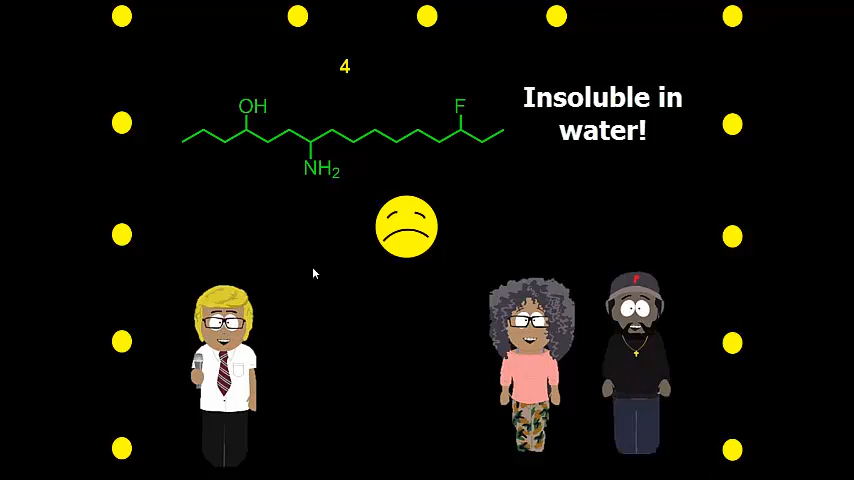 4
OH
F
Insoluble in
water!
NH₂
P